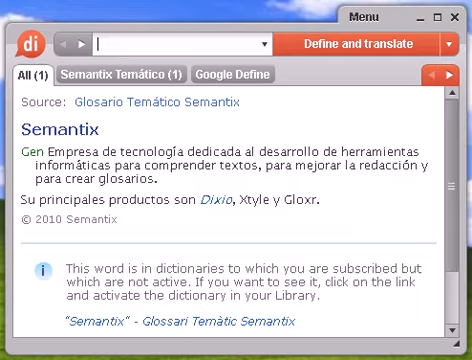 Menu
di
Define and translate
All (1) Semantix Temático (1) Google Define
Source: Glosario Temático Semantix
Semantix
Gen Empresa de tecnología dedicada al desarrollo de herramientas
informáticas para comprender textos, para mejorar la redacción y
para crear glosarios.
Su principales productos son Dixio, Xtyle y Gloxr.
© 2010 Semantix
i
This word is in dictionaries to which you are subscribed but
which are not active. If you want to see it, click on the link
and activate the dictionary in your Library.
"Semantix" - Glossari Temàtic Semantix